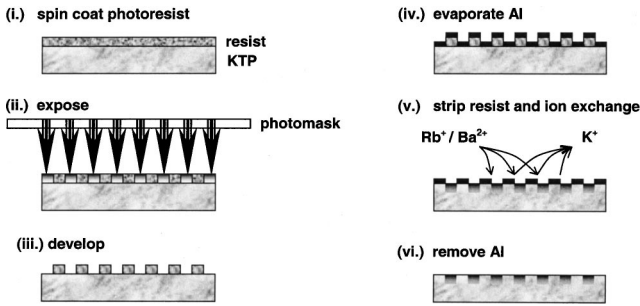 (i.) spin coat photoresist
resist
KTP
(ii.) expose
photomask
(iii.) develop
(iv.) evaporate Al
(v.) strip resist and ion exchange
Rb⁺ / Ba²⁺
K⁺
(vi.) remove Al